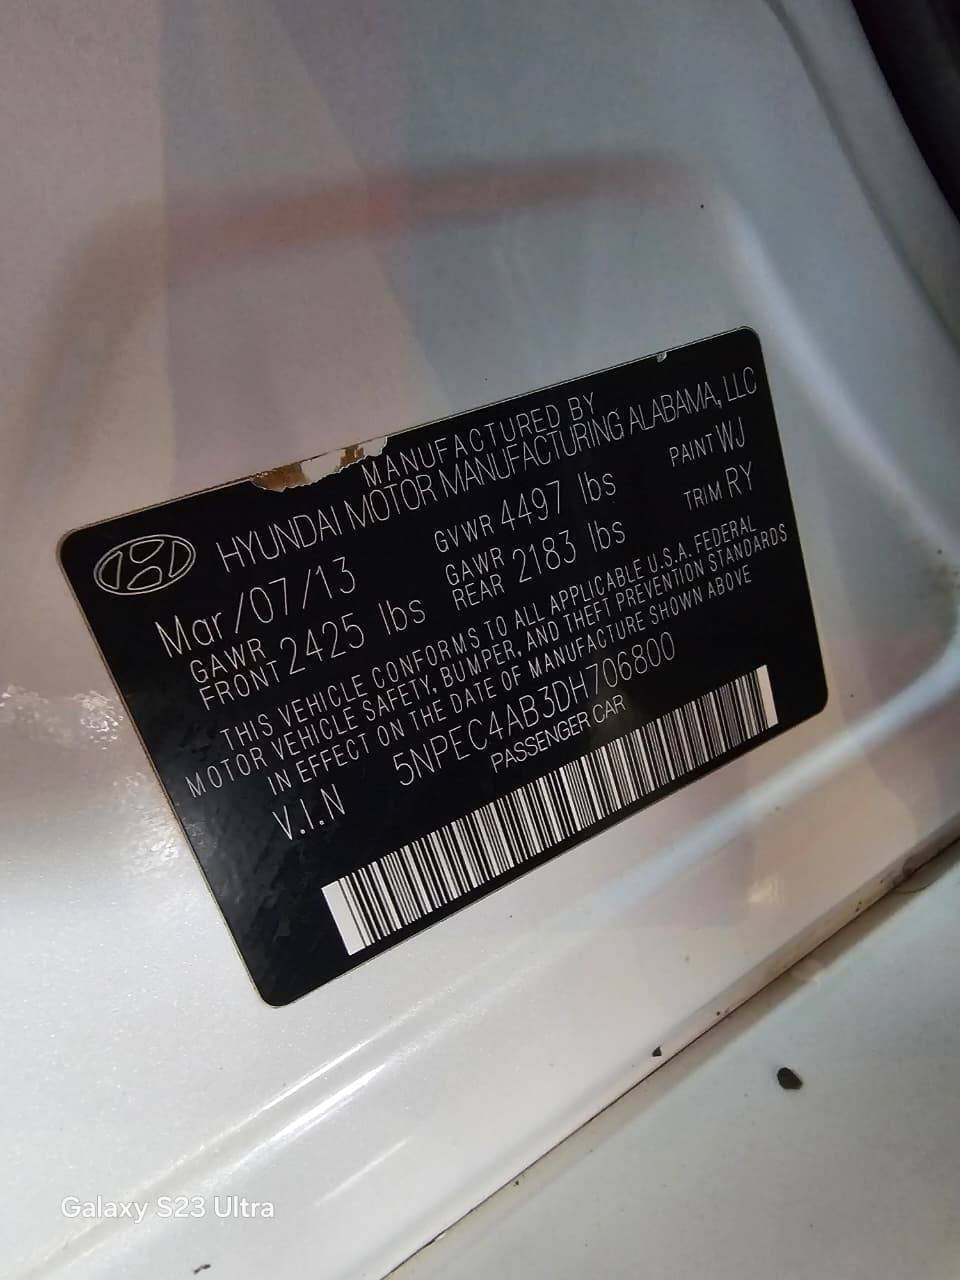 MANUFACTURED BY
HYUNDAI MOTOR MANUFACTURING ALABAMA, LLC
Mar/07/13 GVWR 4497 lbs PAINT WJ
GAWR FRONT 2425 lbs GAWR REAR 2183 lbs TRIM RY
THIS VEHICLE CONFORMS TO ALL APPLICABLE U.S.A. FEDERAL
MOTOR VEHICLE SAFETY, BUMPER, AND THEFT PREVENTION STANDARDS
IN EFFECT ON THE DATE OF MANUFACTURE SHOWN ABOVE
V.I.N 5NPEC4AB3DH706800
PASSENGER CAR
Galaxy S23 Ultra